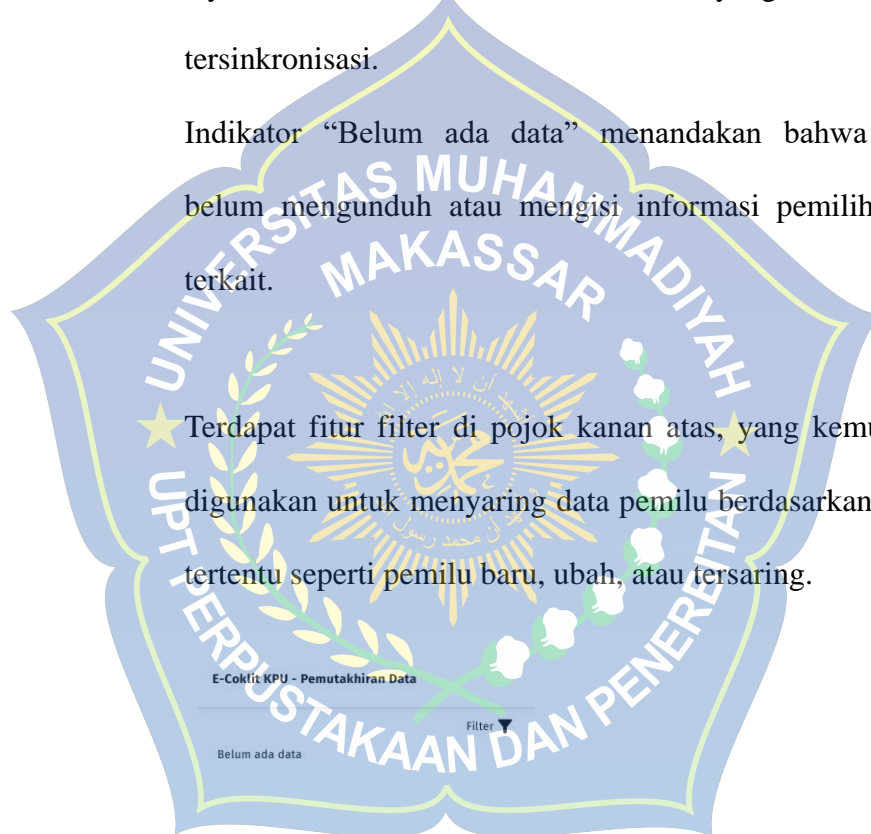 tersinkronisasi.
Indikator “Belum ada data” menandakan bahwa
belum mengunduh atau mengisi informasi pemilih
terkait.
Terdapat fitur filter di pojok kanan atas, yang
digunakan untuk menyaring data pemilu berdasarkan
tertentu seperti pemilu baru, ubah, atau tersaring.
E-Coklit KPU - Pemutakhiran Data
Filter
Belum ada data
UNIVERSITAS MUHAMMADIYAH
MAKASSAR
UPT PERPUSTAKAAN DAN PENERBITAN